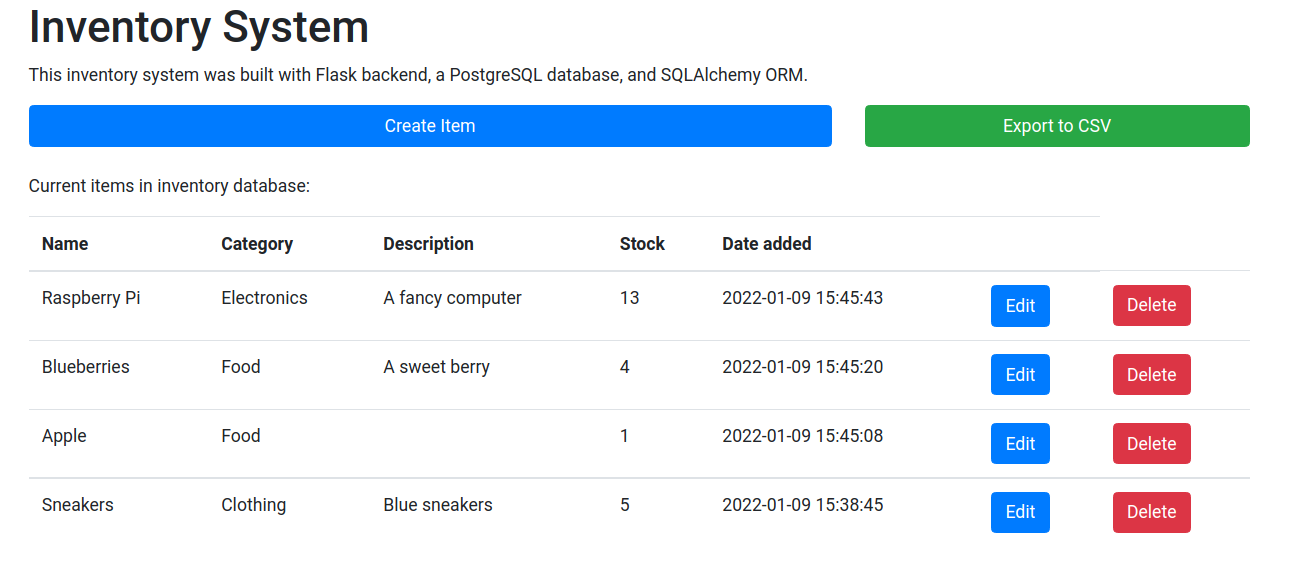 Inventory System
This inventory system was built with Flask backend, a PostgreSQL database, and SQLAlchemy ORM.
Create Item Export to CSV
Current items in inventory database:
Name Category Description Stock Date added
Raspberry Pi Electronics A fancy computer 13 2022-01-09 15:45:43 Edit Delete
Blueberries Food A sweet berry 4 2022-01-09 15:45:20 Edit Delete
Apple Food 1 2022-01-09 15:45:08 Edit Delete
Sneakers Clothing Blue sneakers 5 2022-01-09 15:38:45 Edit Delete